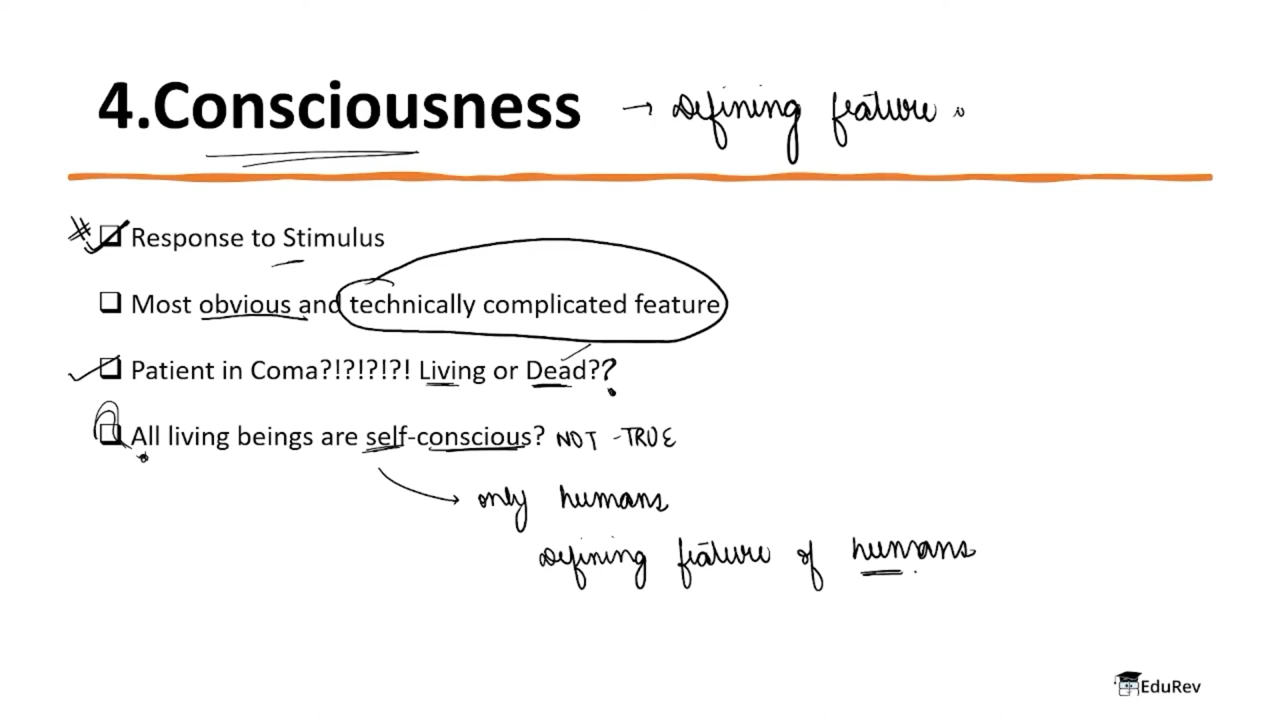 4.Consciousness → Defining feature
Response to Stimulus
Most obvious and technically complicated feature
Patient in Coma?!?!?!?! Living or Dead???
All living beings are self-conscious? NOT -TRUE
only humans
Defining feature of humans
EduRev